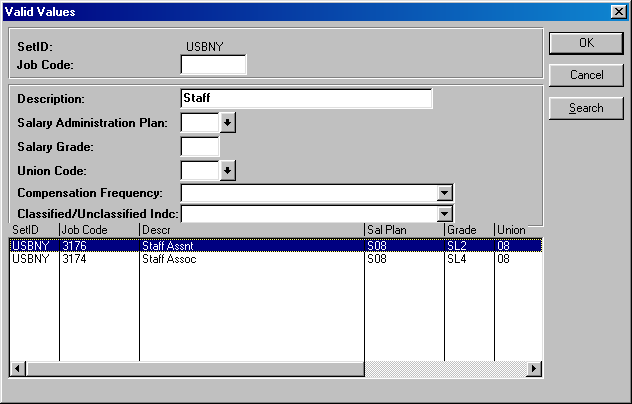 Valid Values
SetID: USBNY
OK
Job Code:
Cancel
Description: Staff
Search
Salary Administration Plan:
Salary Grade:
Union Code:
Compensation Frequency:
Classified/Unclassified Indc:
SetID Job Code Descr Sal Plan Grade Union
USBNY 3176 Staff Assnt S08 SL2 08
USBNY 3174 Staff Assoc S08 SL4 08